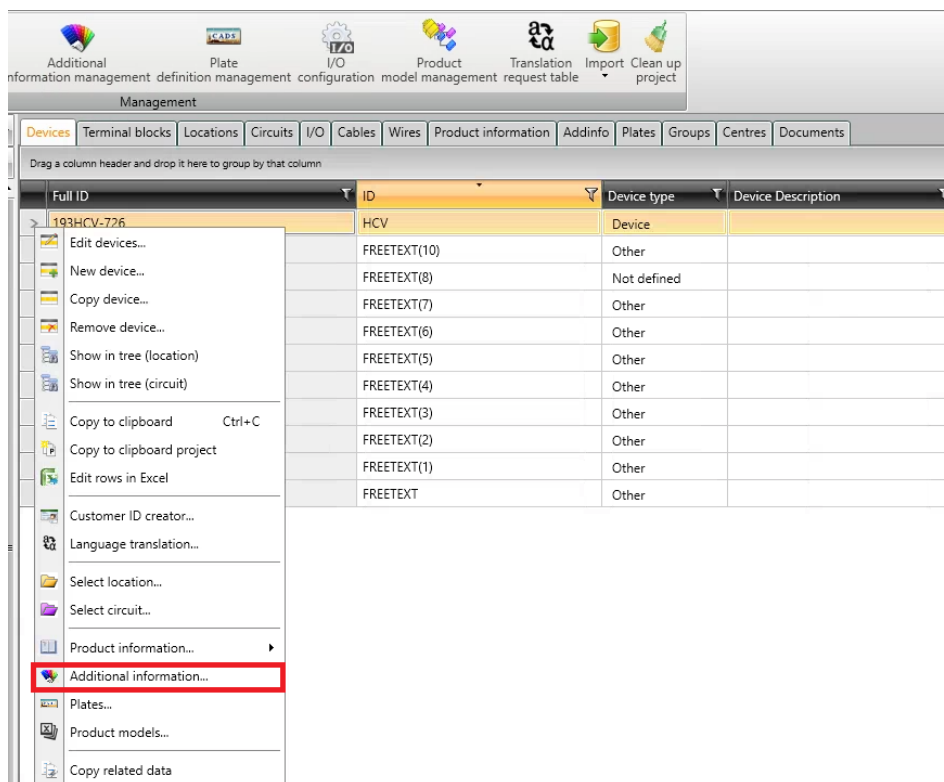 CADS
I/O
Additional
Plate
I/O
Product
Translation
Import
Clean up
nformation management
definition management
configuration
model management
request table
project
Management
Devices
Terminal blocks
Locations
Circuits
I/O
Cables
Wires
Product information
Addinfo
Plates
Groups
Centres
Documents
Drag a column header and drop it here to group by that column
Full ID
ID
Device type
Device Description
193HCV-726
HCV
Device
FREETEXT(10)
Other
FREETEXT(8)
Not defined
FREETEXT(7)
Other
FREETEXT(6)
Other
FREETEXT(5)
Other
FREETEXT(4)
Other
FREETEXT(3)
Other
FREETEXT(2)
Other
FREETEXT(1)
Other
FREETEXT
Other
Edit devices...
New device...
Copy device...
Remove device...
Show in tree (location)
Show in tree (circuit)
Copy to clipboard Ctrl+C
Copy to clipboard project
Edit rows in Excel
Customer ID creator...
Language translation...
Select location...
Select circuit...
Product information...
Additional information...
Plates...
Product models...
Copy related data